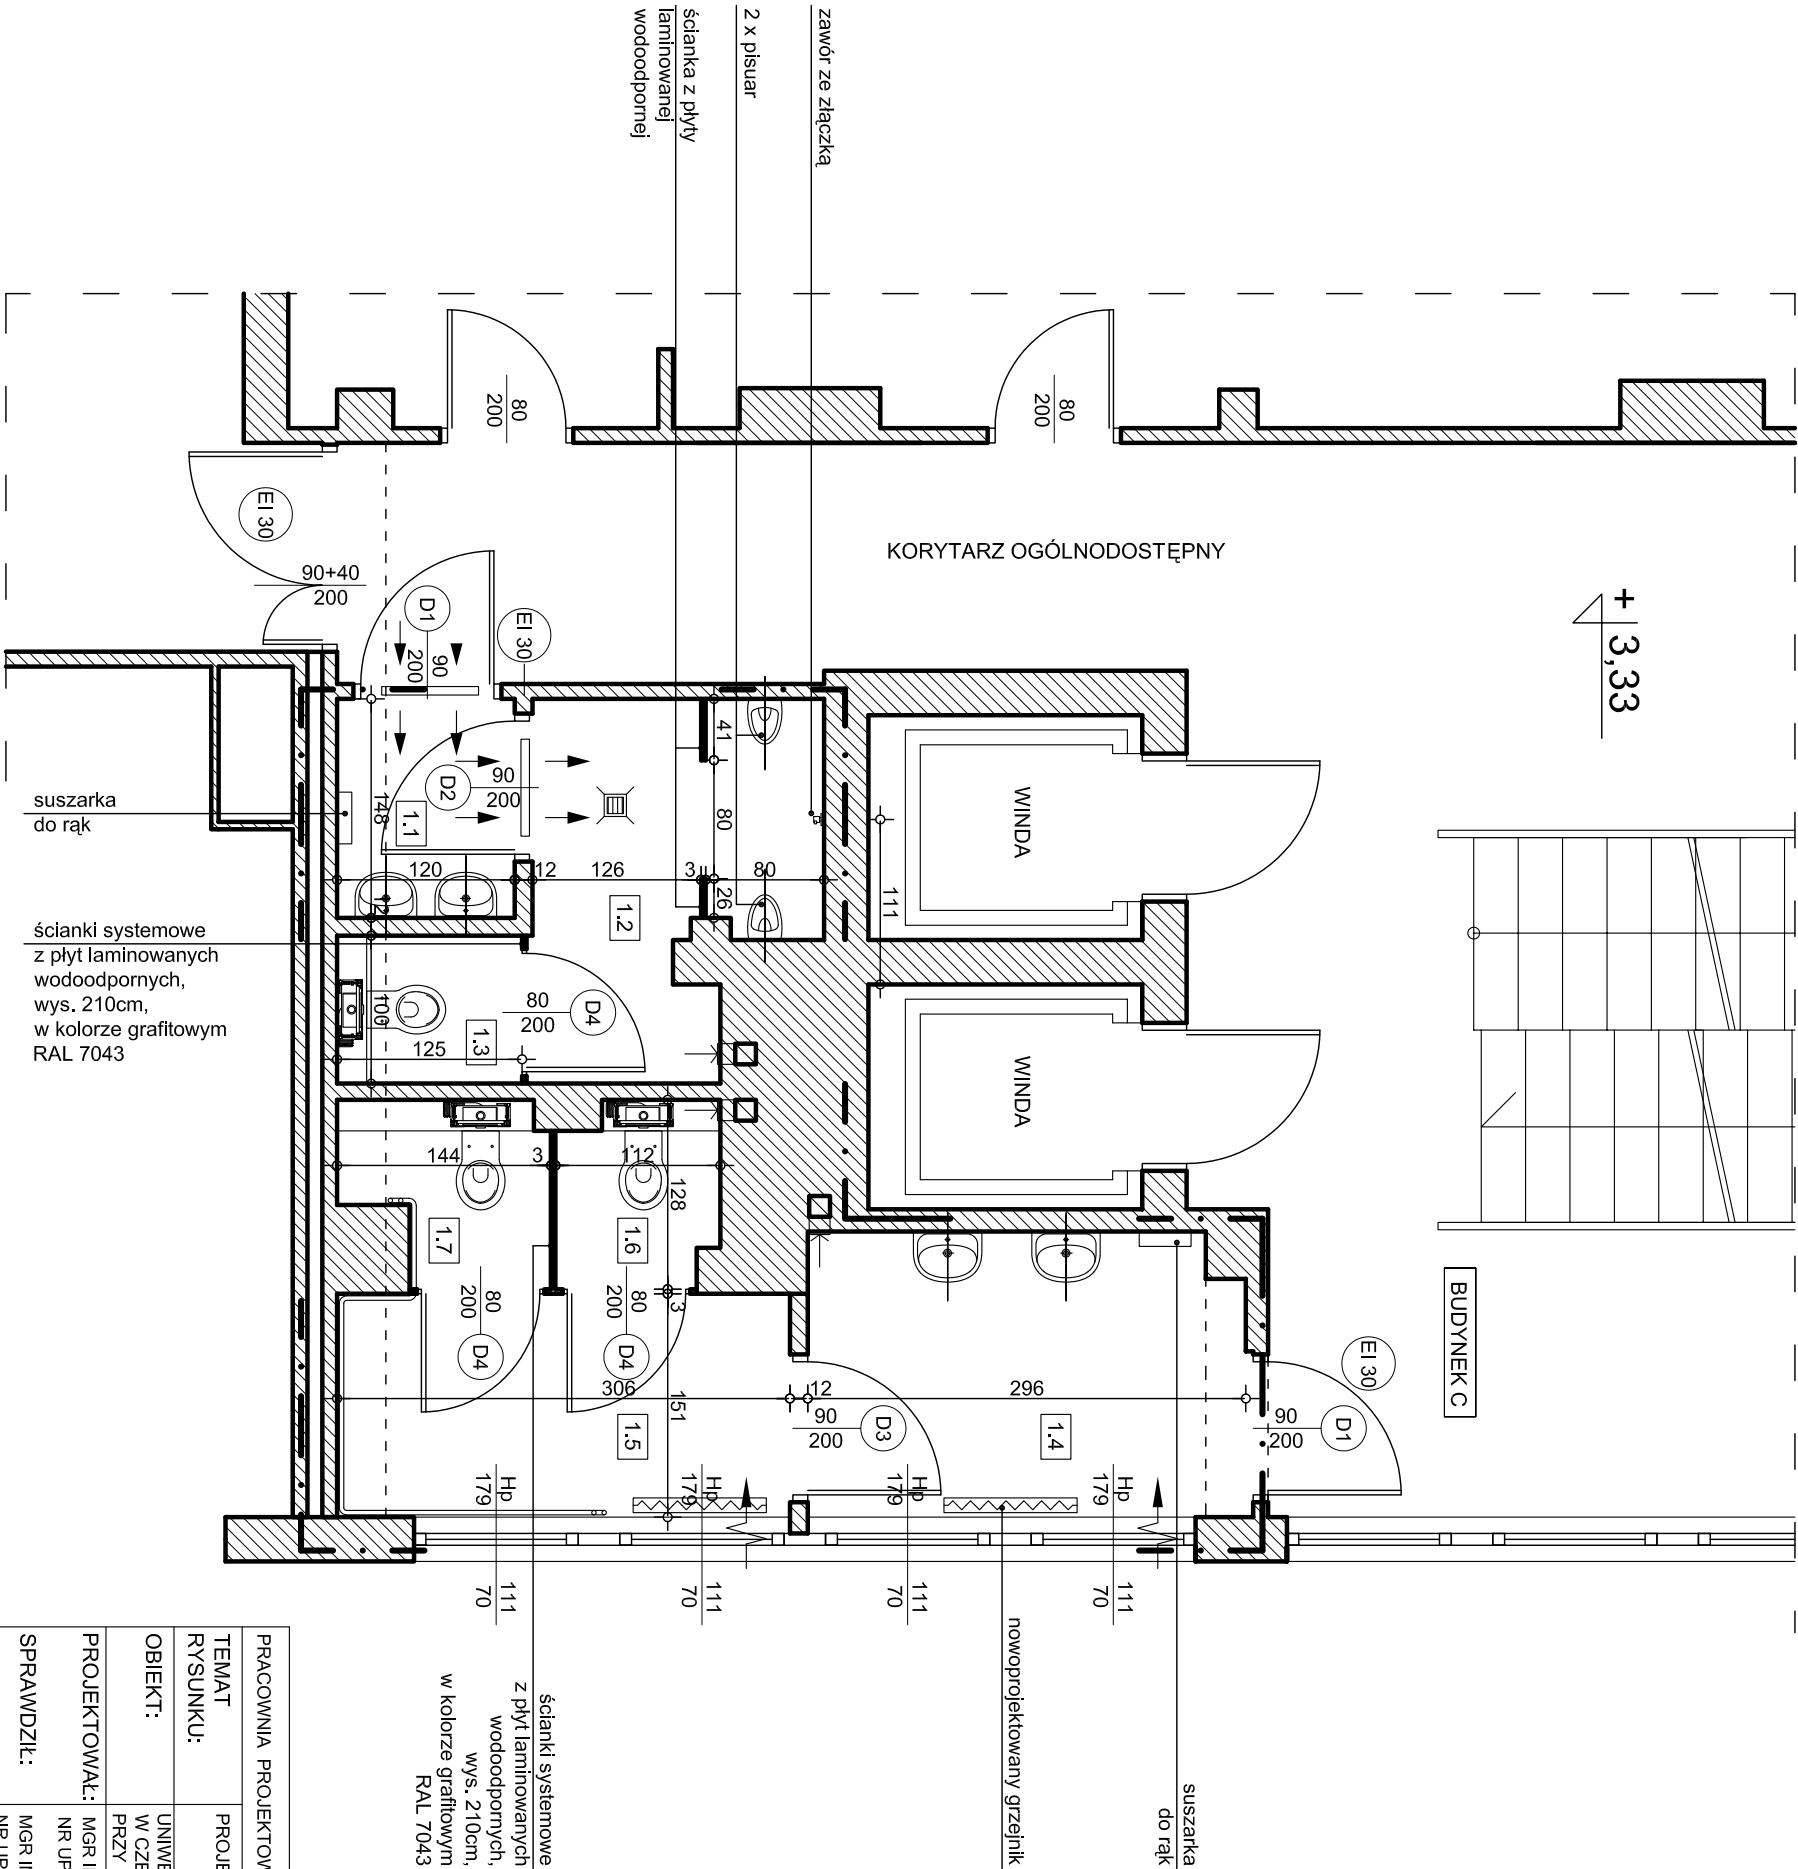 zawór ze złączką
2 x pisuar
ścianka z płyty
laminowanej
wodoodpornej
80
200
80
200
KORYTARZ OGÓLNODOSTĘPNY
+ 3,33
EI 30
90+40
200
D1
90
200
EI 30
D2
90
200
41
80
26
WINDA
111
suszarka
do rąk
148
1.1
120
12
126
3
80
12
1.2
ścianki systemowe
z płyt laminowanych
wodoodpornych,
wys. 210cm,
w kolorze grafitowym
RAL 7043
100
80
200
D4
1.3
125
WINDA
144
3
112
128
1.7
1.6
80
200
D4
80
200
D4
3
BUDYNEK C
EI 30
306
12
296
151
1.5
90
200
D3
1.4
90
200
D1
Hp
179
Hp
179
Hp
179
Hp
179
111
70
111
70
111
70
111
70
ścianki systemowe
z płyt laminowanych
wodoodpornych,
wys. 210cm,
w kolorze grafitowym
RAL 7043
nowoprojektowany grzejnik
suszarka
do rąk
PRACOWNIA
TEMAT
RYSUNKU:
OBIEKT:
W
PRZY
PROJEKTOWAŁ:
MGR
NR
SPRAWDZIŁ:
MGR